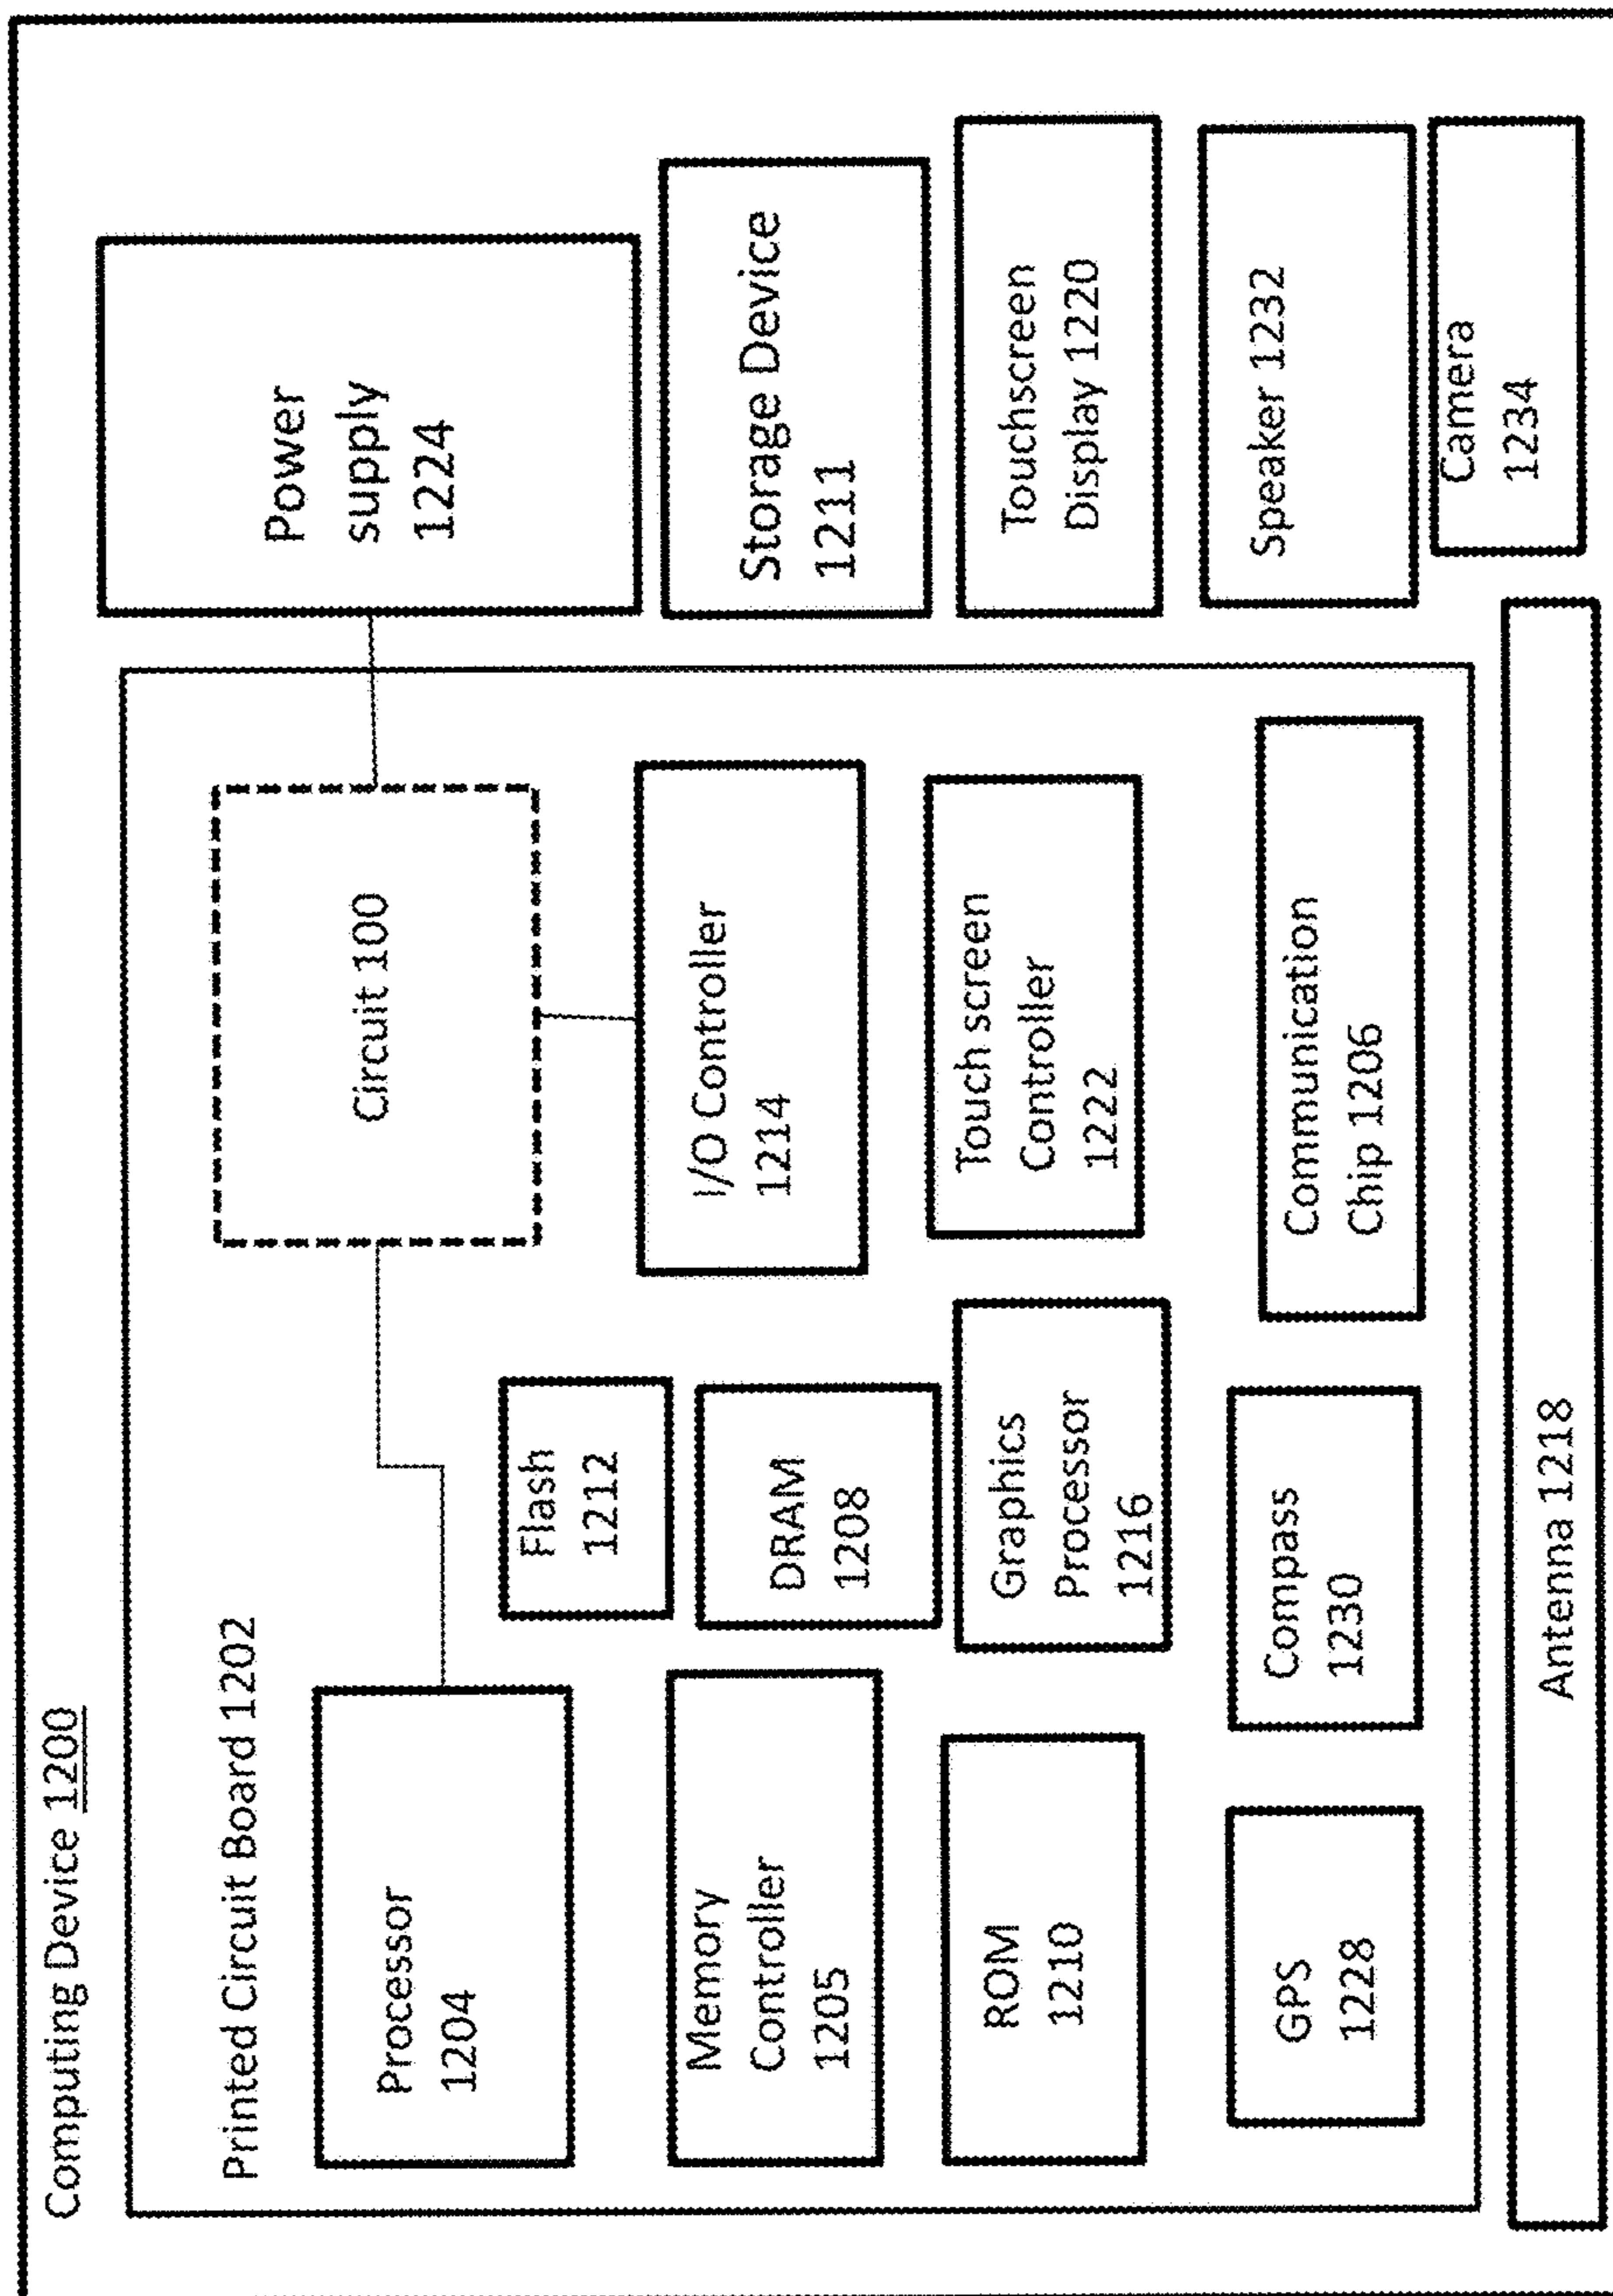 Computing Device 1200
Printed Circuit Board 1202
Processor
1204
Memory
Controller
1205
ROM
1210
GPS
1228
Flash
1212
DRAM
1208
Graphics
Processor
1216
Compass
1230
Circuit 100
I/O Controller
1214
Touch screen
Controller
1222
Communication
Chip 1206
Power
supply
1224
Storage Device
1211
Touchscreen
Display 1220
Speaker 1232
Camera
1234
Antenna 1218